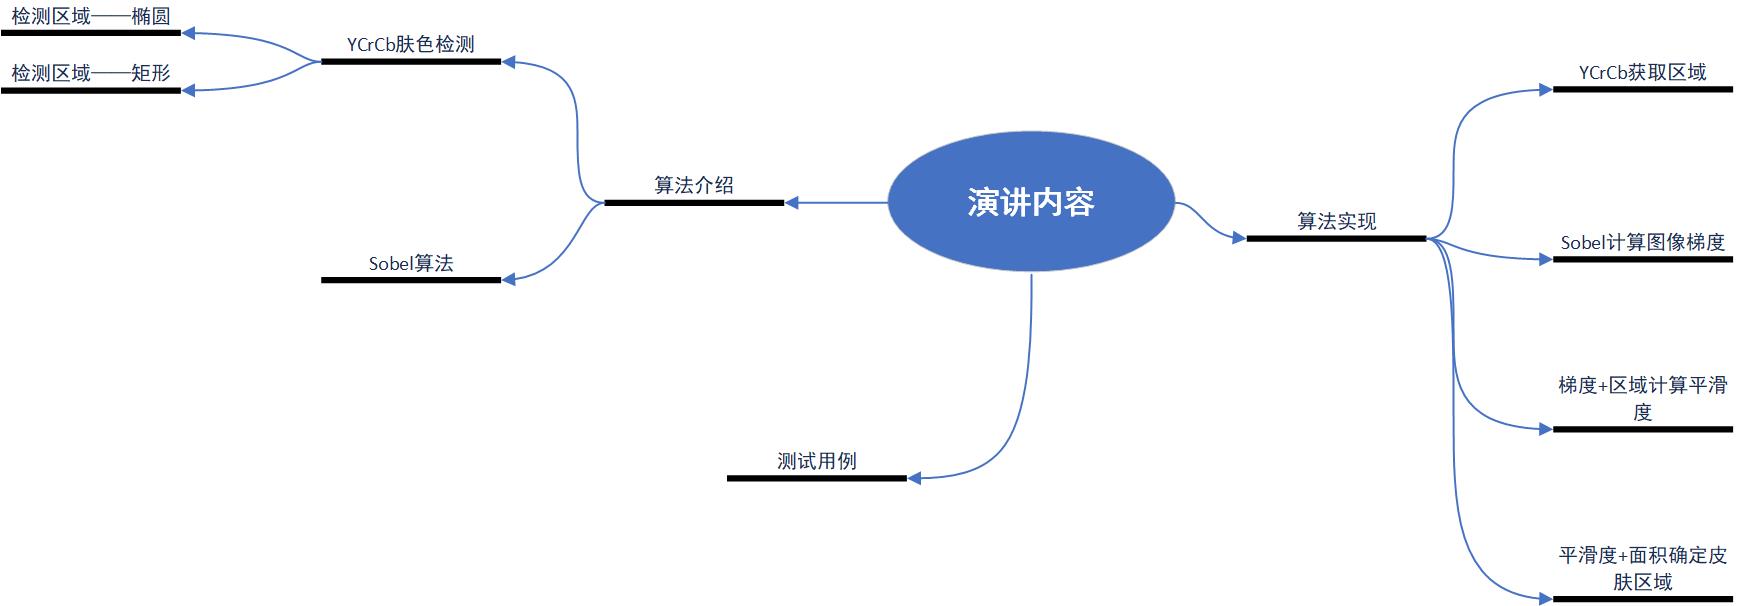 检测区域——椭圆
检测区域——矩形
YCrCb肤色检测
算法介绍
Sobel算法
演讲内容
测试用例
算法实现
YCrCb获取区域
Sobel计算图像梯度
梯度+区域计算平滑
度
平滑度+面积确定皮
肤区域